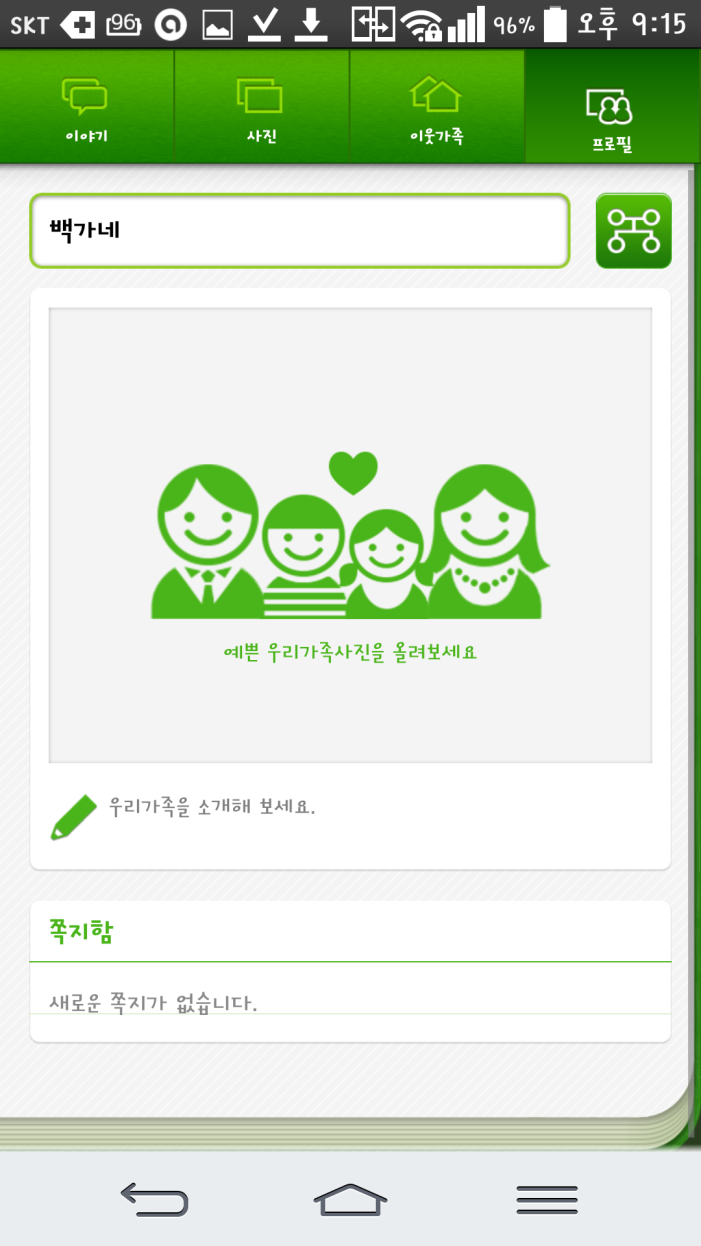 SKT 96 96% 오후 9:15
이야기 사진 이웃가족 프로필
백가네
예쁜 우리가족사진을 올려보세요
우리가족을 소개해 보세요.
쪽지함
새로운 쪽지가 없습니다.